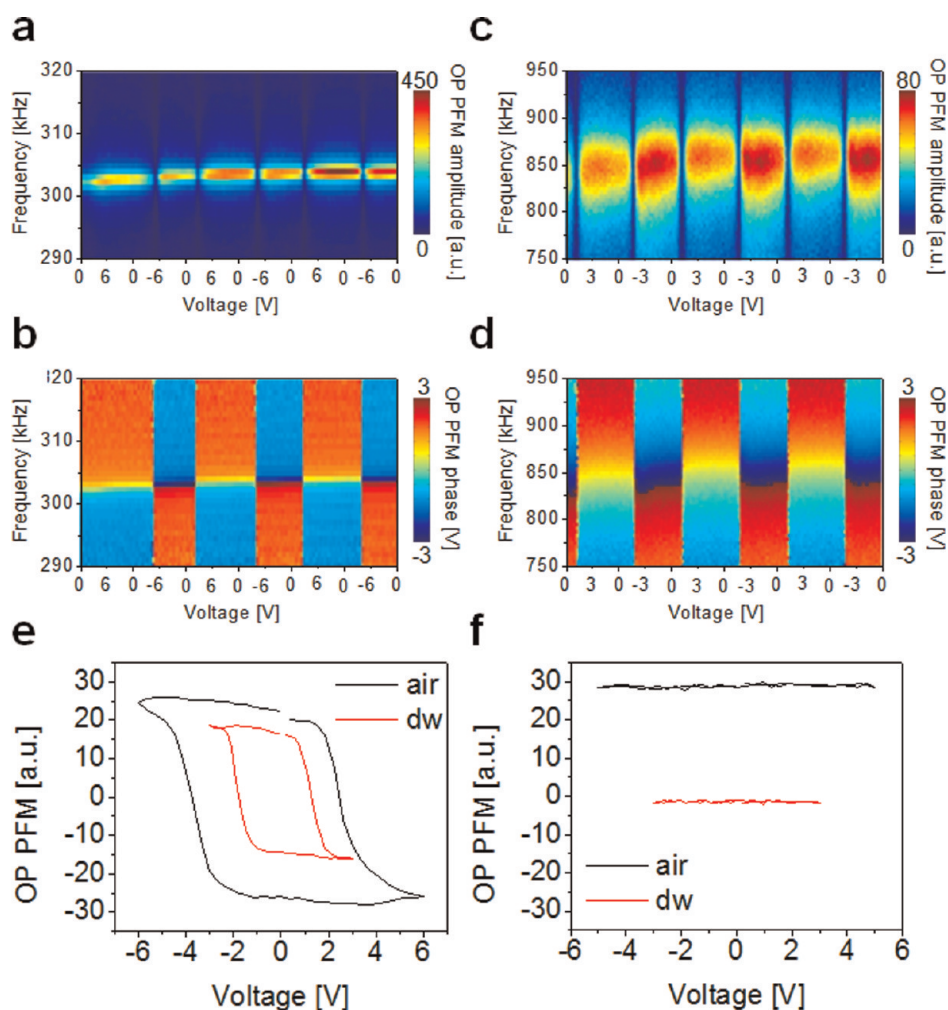 a
320
315
310
305
300
295
290
Frequency [kHz]
450
0
OP PFM amplitude [a.u.]
0 6 0 -6 0 6 0 -6 0 6 0 -6 0
Voltage [V]
c
950
900
850
800
750
Frequency [kHz]
80
0
OP PFM amplitude [a.u.]
3 0 -3 0 3 0 -3 0 3 0 -3 0
Voltage [V]
b
320
310
300
290
Frequency [kHz]
3
-3
OP PFM phase [V]
0 6 0 -6 0 6 0 -6 0 6 0 -6 0
Voltage [V]
d
950
900
850
800
750
Frequency [kHz]
3
-3
OP PFM phase [V]
3 0 -3 0 3 0 -3 0 3 0 -3 0
Voltage [V]
e
30
20
10
0
-10
-20
-30
OP PFM [a.u.]
air
dw
-6 -4 -2 0 2 4 6
Voltage [V]
f
30
20
10
0
-10
-20
-30
OP PFM [a.u.]
air
dw
-6 -4 -2 0 2 4 6
Voltage [V]